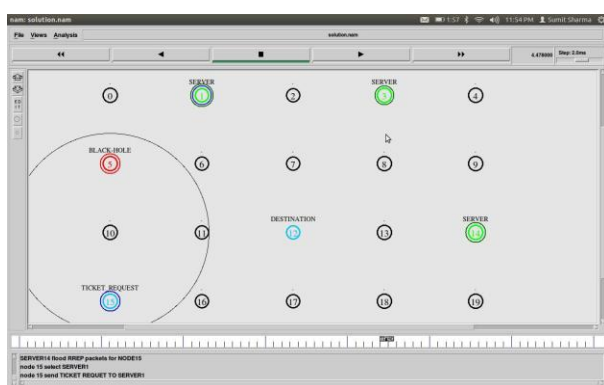 nam: solution.nam
1:57
11:54 PM
Sumit Sharma
File Views Analysis
solution.nam
4.478000
Step: 2.0ms
SERVER
SERVER
0
1
2
3
4
BLACK-HOLE
5
6
7
8
9
DESTINATION
SERVER
10
11
12
13
14
TICKET_REQUEST
15
16
17
18
19
SERVER14 flood RREP packets for NODE15
node 15 select SERVER1
node 15 send TICKET REQUET TO SERVER1